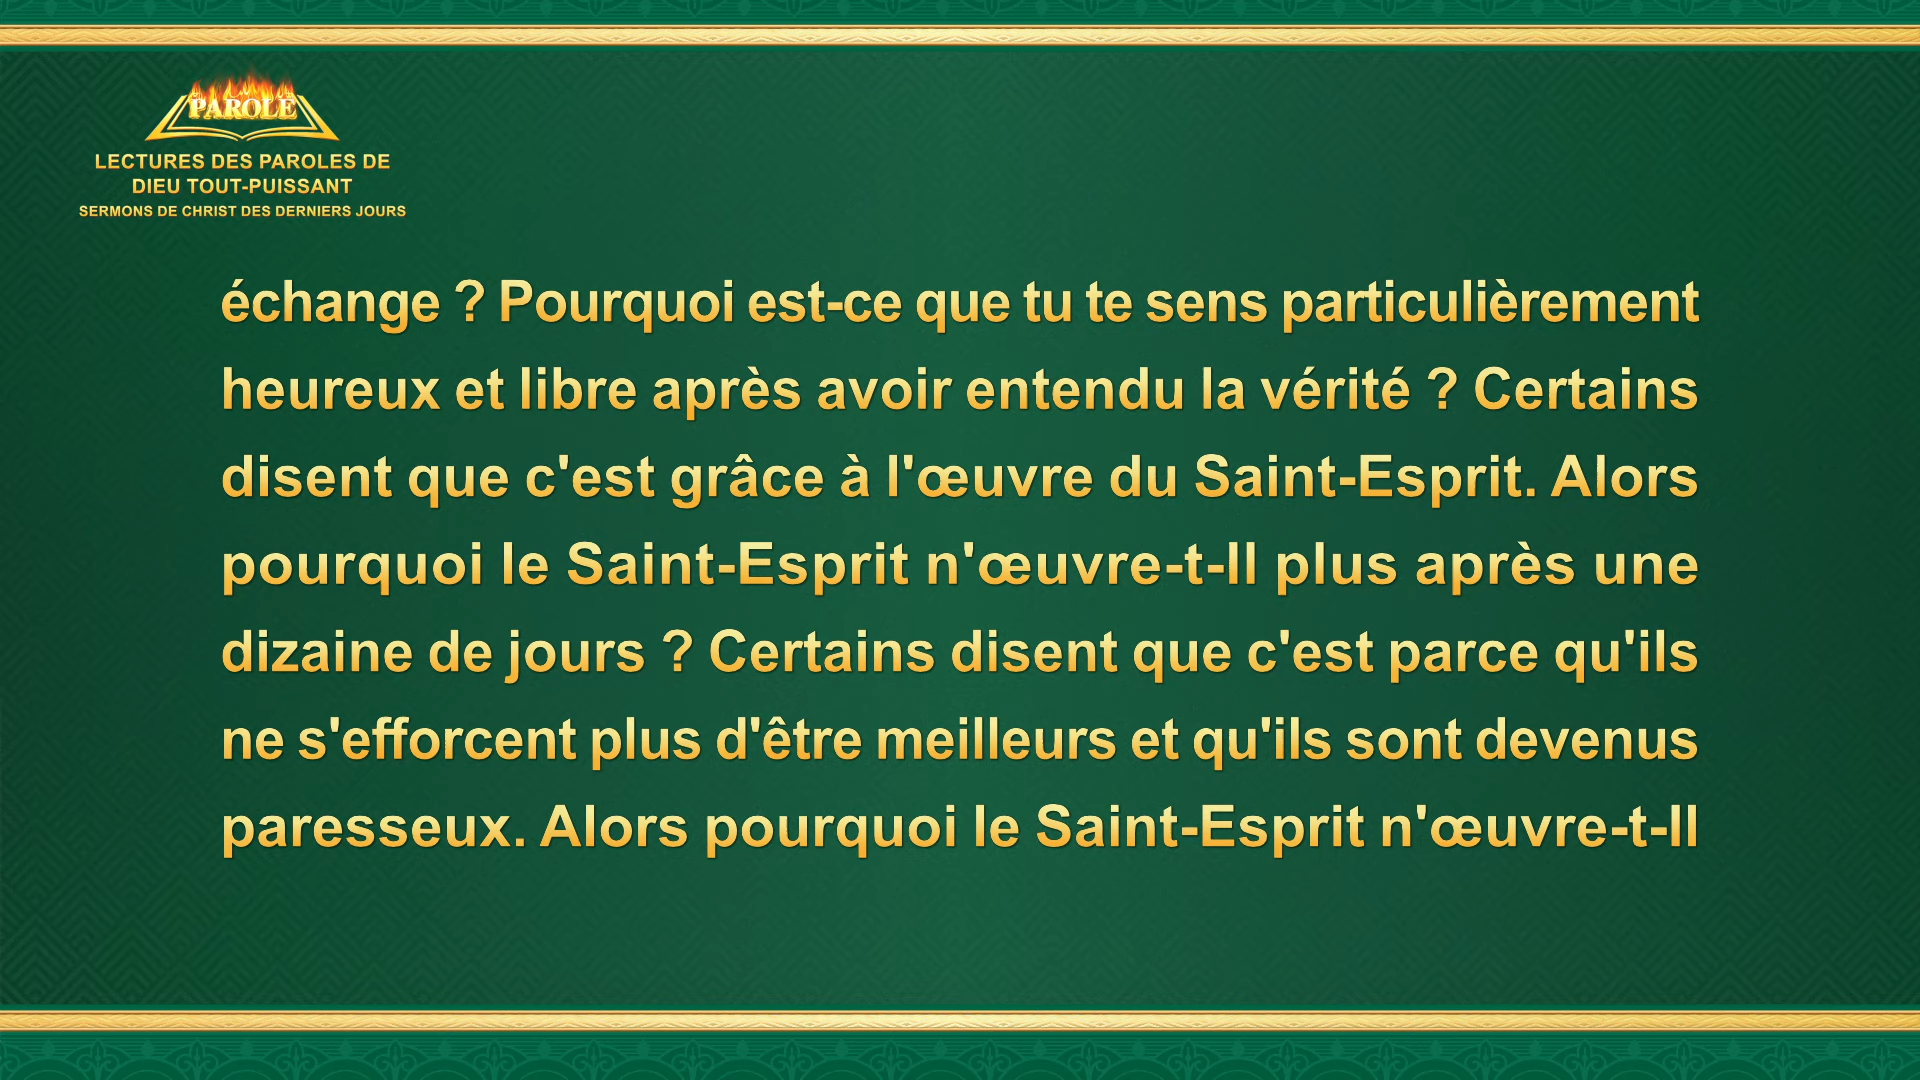 PAROLE
LECTURES DES PAROLES DE
DIEU TOUT-PUISSANT
SERMONS DE CHRIST DES DERNIERS JOURS
échange ? Pourquoi est-ce que tu te sens particulièrement
heureux et libre après avoir entendu la vérité ? Certains
disent que c'est grâce à l'œuvre du Saint-Esprit. Alors
pourquoi le Saint-Esprit n'œuvre-t-Il plus après une
dizaine de jours ? Certains disent que c'est parce qu'ils
ne s'efforcent plus d'être meilleurs et qu'ils sont devenus
paresseux. Alors pourquoi le Saint-Esprit n'œuvre-t-Il